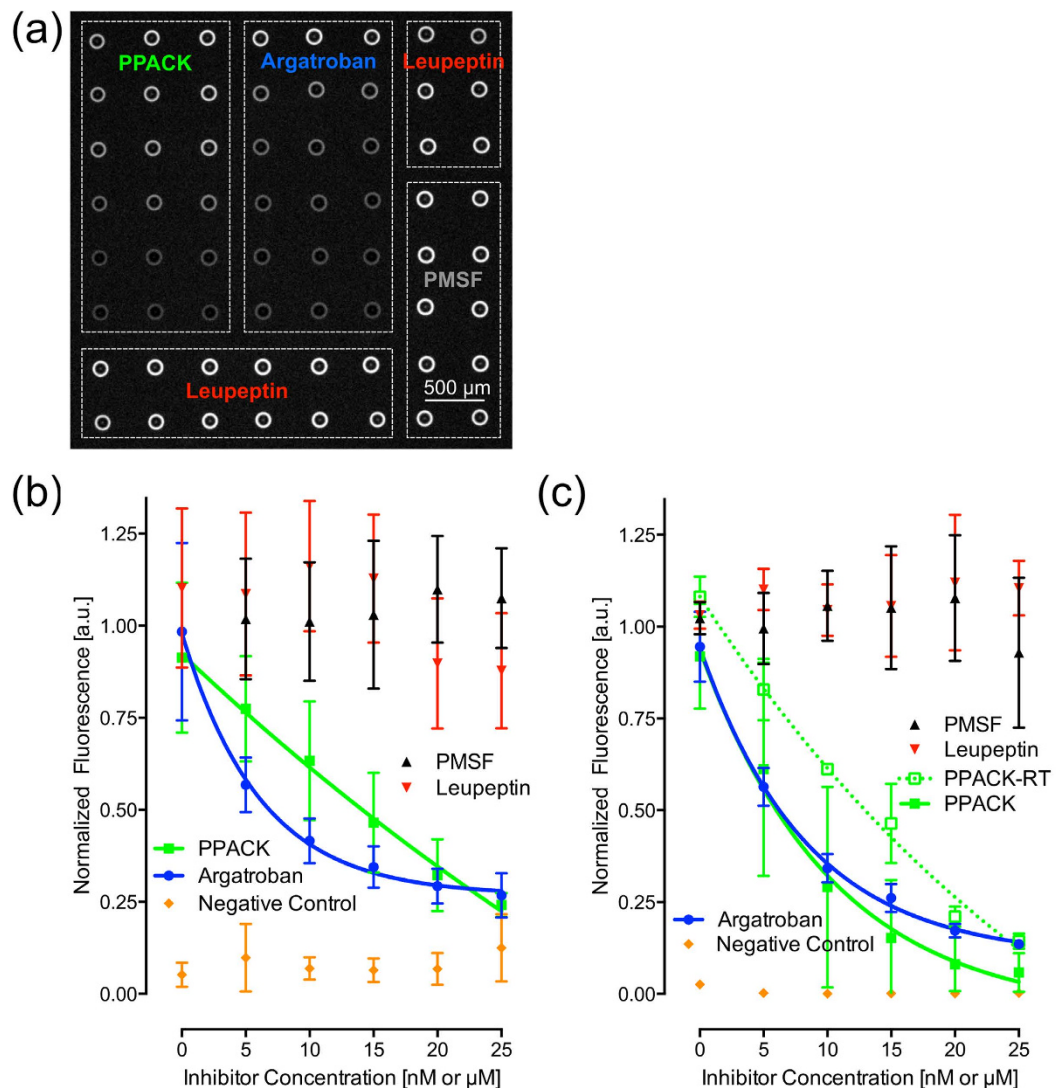 (a)
PPACK
Argatroban
Leupeptin
PMSF
500 µm
Leupeptin
(b)
Normalized Fluorescence [a.u.]
1.25
1.00
0.75
0.50
0.25
0.00
PMSF
Leupeptin
PPACK
Argatroban
Negative Control
0 5 10 15 20 25
Inhibitor Concentration [nM or µM]
(c)
Normalized Fluorescence [a.u.]
1.25
1.00
0.75
0.50
0.25
0.00
PMSF
Leupeptin
PPACK-RT
PPACK
Argatroban
Negative Control
0 5 10 15 20 25
Inhibitor Concentration [nM or µM]